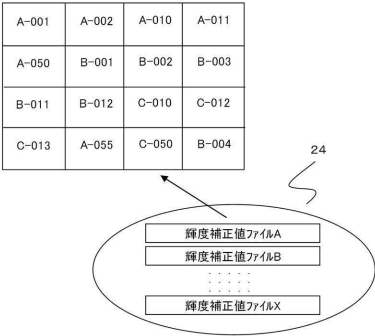 A-001 A-002 A-010 A-011
A-050 B-001 B-002 B-003
B-011 B-012 C-010 C-012
C-013 A-055 C-050 B-004
24
輝度補正値ファイルA
輝度補正値ファイルB
· · · · ·
· · · · ·
輝度補正値ファイルX